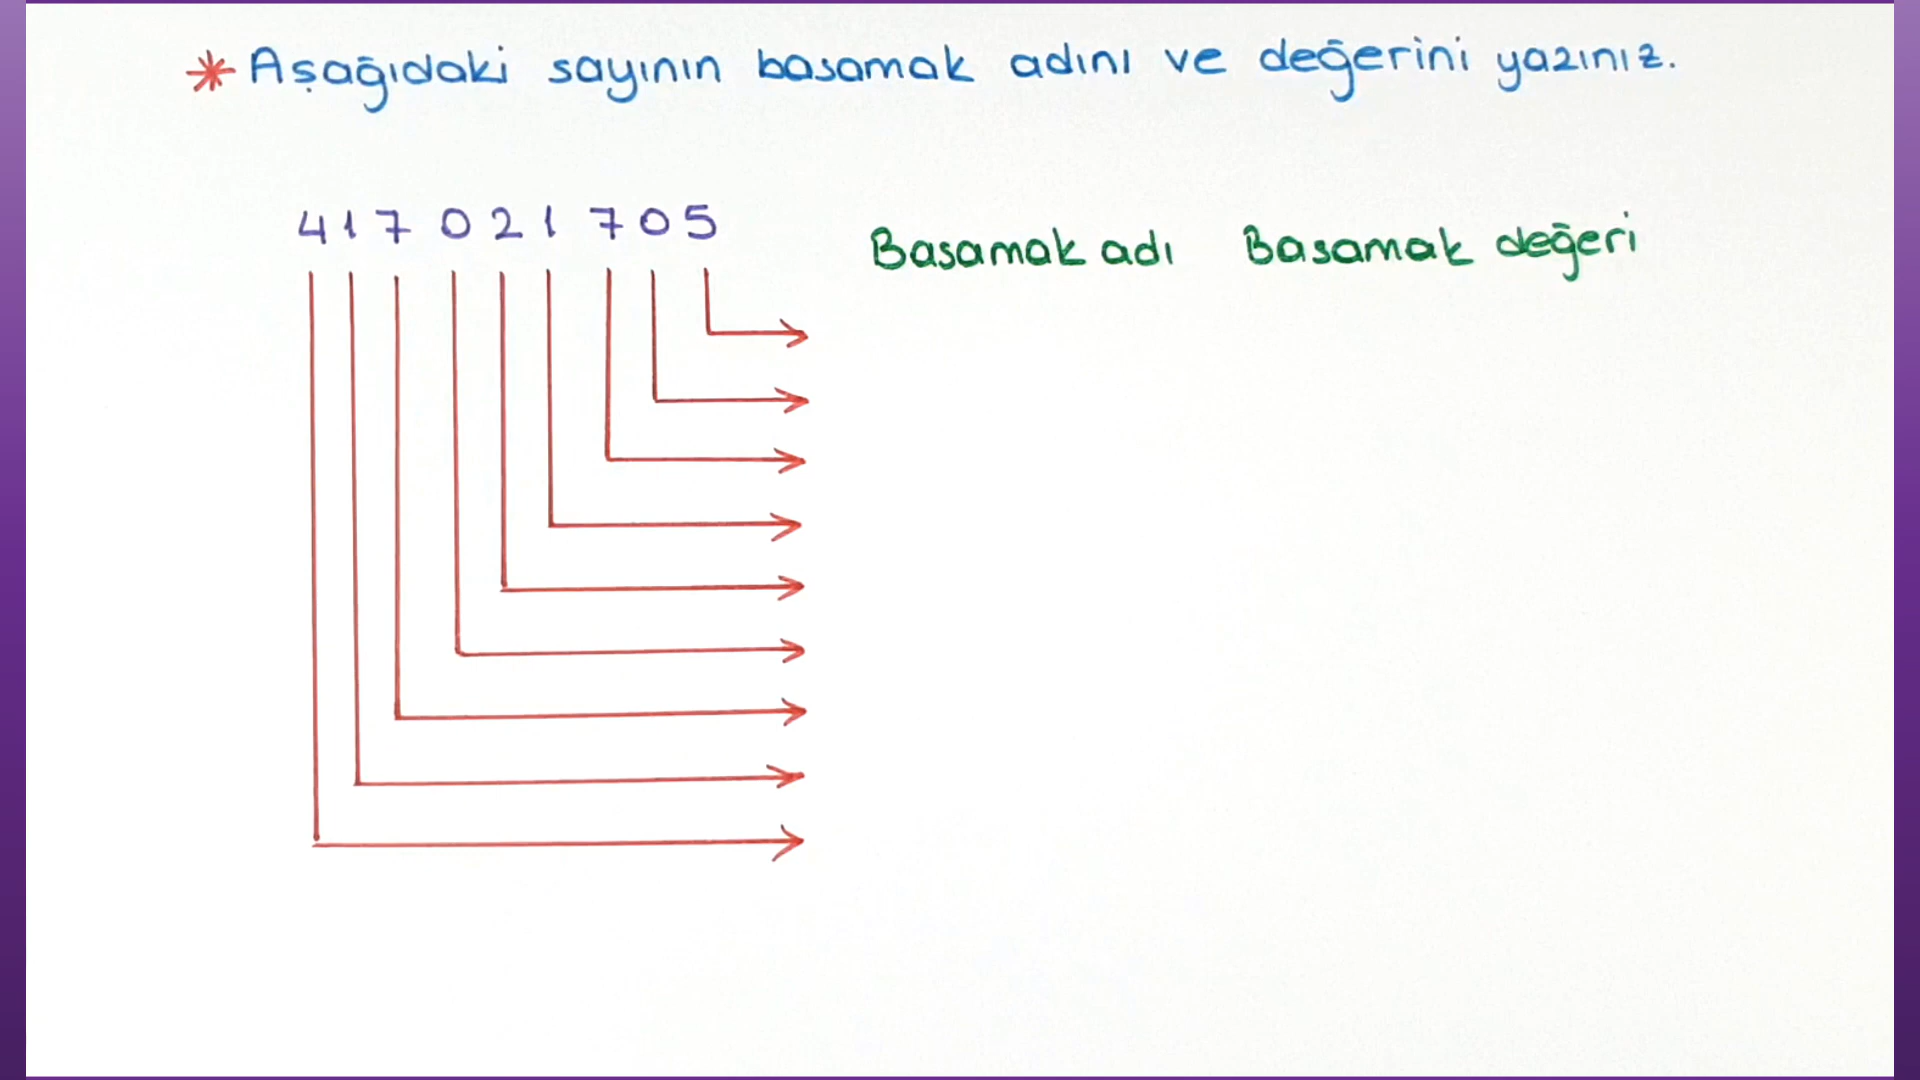 * Aşağıdaki sayının basamak adını ve değerini yazınız.
417 021 705
Basamak adı Basamak değeri